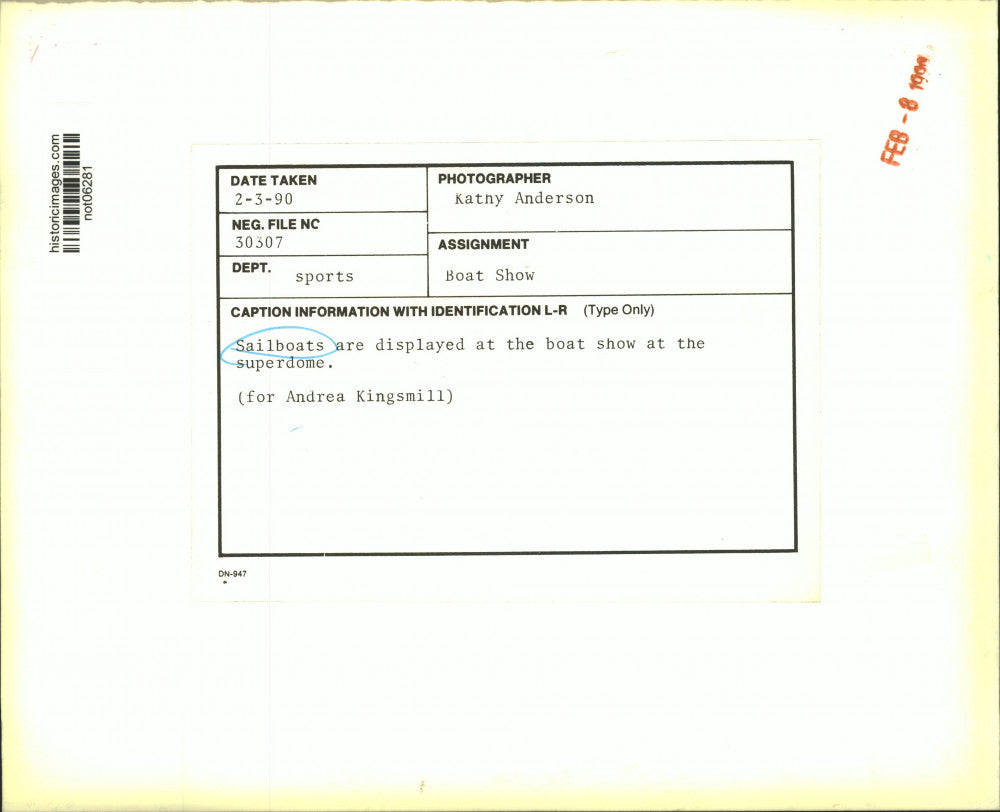 historicimages.com
not06281
FEB - 8 1990
DATE TAKEN
2-3-90
PHOTOGRAPHER
Kathy Anderson
NEG. FILE NO
30307
ASSIGNMENT
Boat Show
DEPT.
sports
CAPTION INFORMATION WITH IDENTIFICATION L-R (Type Only)
Sailboats are displayed at the boat show at the
superdome.
(for Andrea Kingsmill)
DN-947